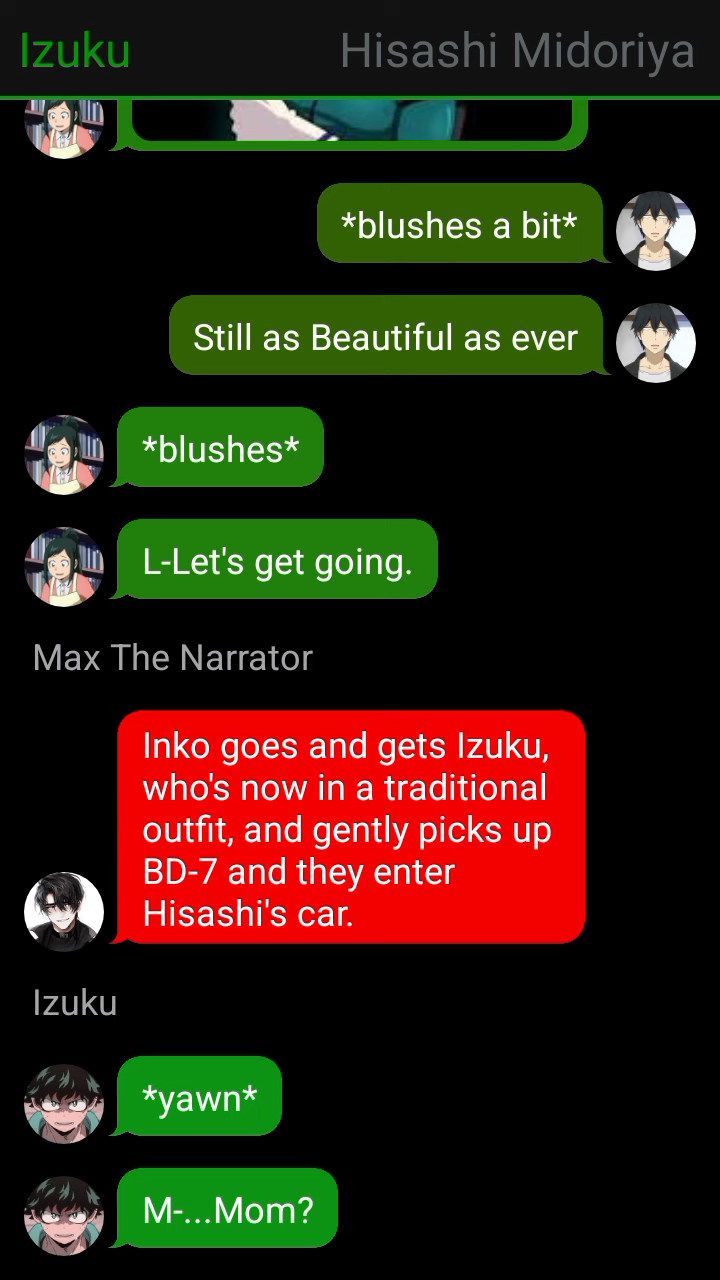 Izuku
Hisashi Midoriya
*blushes a bit*
Still as Beautiful as ever
*blushes*
L-Let's get going.
Max The Narrator
Inko goes and gets Izuku,
who's now in a traditional
outfit, and gently picks up
BD-7 and they enter
Hisashi's car.
Izuku
*yawn*
M-...Mom?